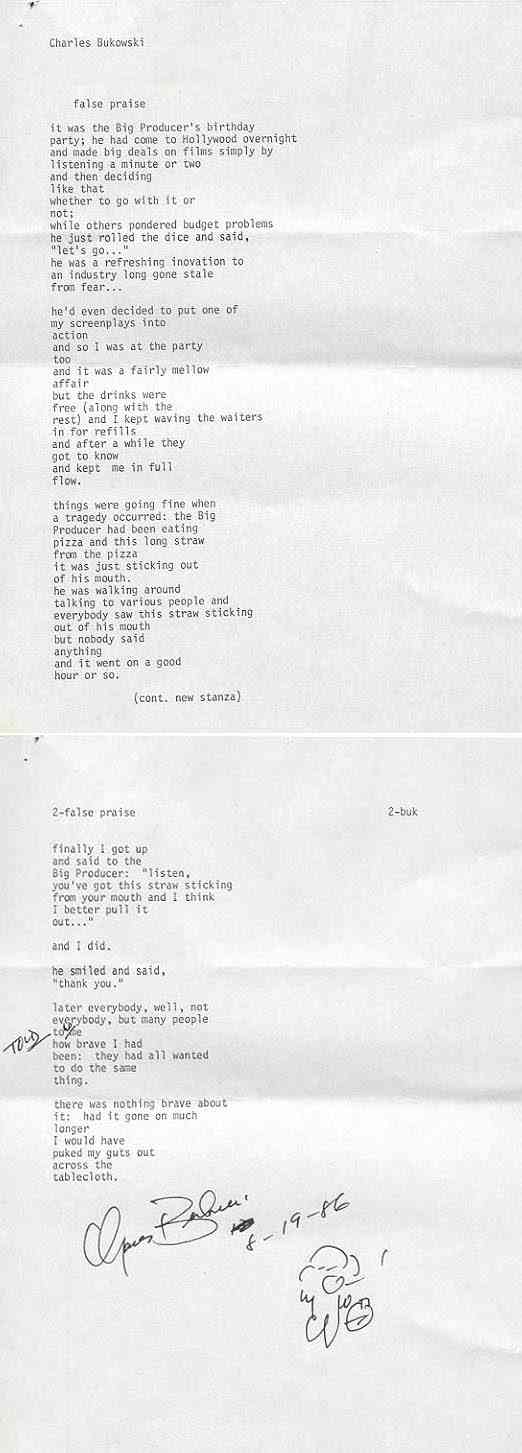 Charles Bukowski
false praise
it was the Big Producer's birthday
party; he had come to Hollywood overnight
and made big deals on films simply by
listening a minute or two
and then deciding
like that
whether to go with it or
not;
while others pondered budget problems
he just rolled the dice and said,
"let's go..."
he was a refreshing inovation to
an industry long gone stale
from fear...
he'd even decided to put one of
my screenplays into
action
and so I was at the party
too
and it was a fairly mellow
affair
but the drinks were
free (along with the
rest) and I kept waving the waiters
in for refills
and after a while they
got to know
and kept me in full
flow.
things were going fine when
a tragedy occurred: the Big
Producer had been eating
pizza and this long straw
from the pizza
it was just sticking out
of his mouth.
he was walking around
talking to various people and
everybody saw this straw sticking
out of his mouth
but nobody said
anything
and it went on a good
hour or so.
(cont. new stanza)
2-false praise 2-buk
finally I got up
and said to the
Big Producer: "listen,
you've got this straw sticking
from your mouth and I think
I better pull it
out..."
and I did.
he smiled and said,
"thank you."
later everybody, well, not
everybody, but many people
TOLD to me
how brave I had
been: they had all wanted
to do the same
thing.
there was nothing brave about
it: had it gone on much
longer
I would have
puked my guts out
across the
tablecloth.
Charles Bukowski
8-19-86